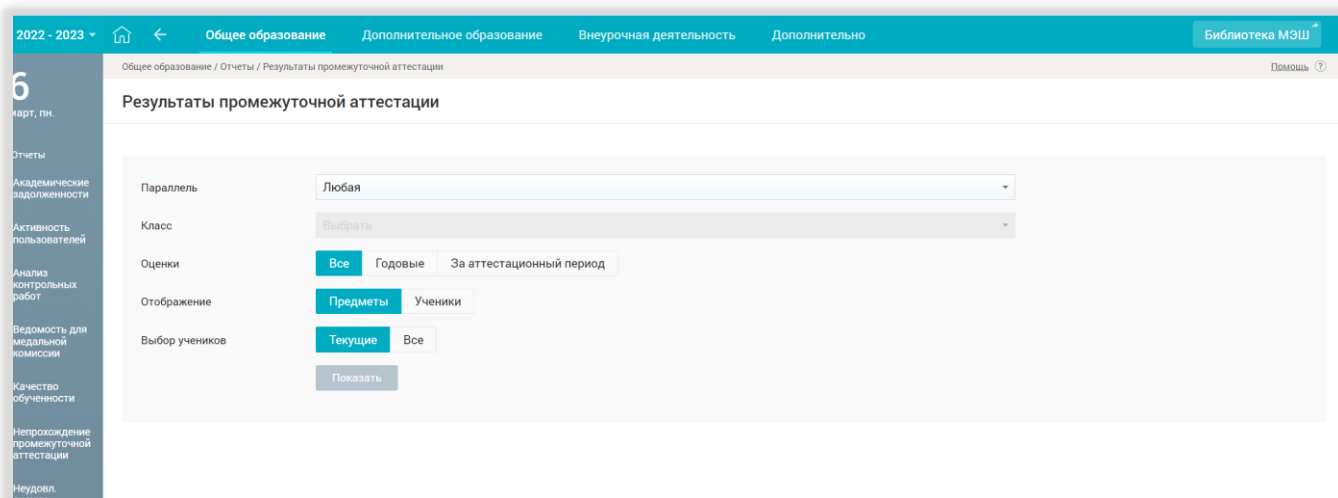 2022 - 2023
Общее образование
Дополнительное образование
Внеурочная деятельность
Дополнительно
Библиотека МЭШ
Общее образование / Отчеты / Результаты промежуточной аттестации
Помощь ?
6
март, пн.
Результаты промежуточной аттестации
Отчеты
Академические
задолженности
Активность
пользователей
Анализ
контрольных
работ
Ведомость для
медальной
комиссии
Качество
обученности
Непрохождение
промежуточной
аттестации
Неудовл.
Параллель
Любая
Класс
Выбрать
Оценки
Все
Годовые
За аттестационный период
Отображение
Предметы
Ученики
Выбор учеников
Текущие
Все
Показать